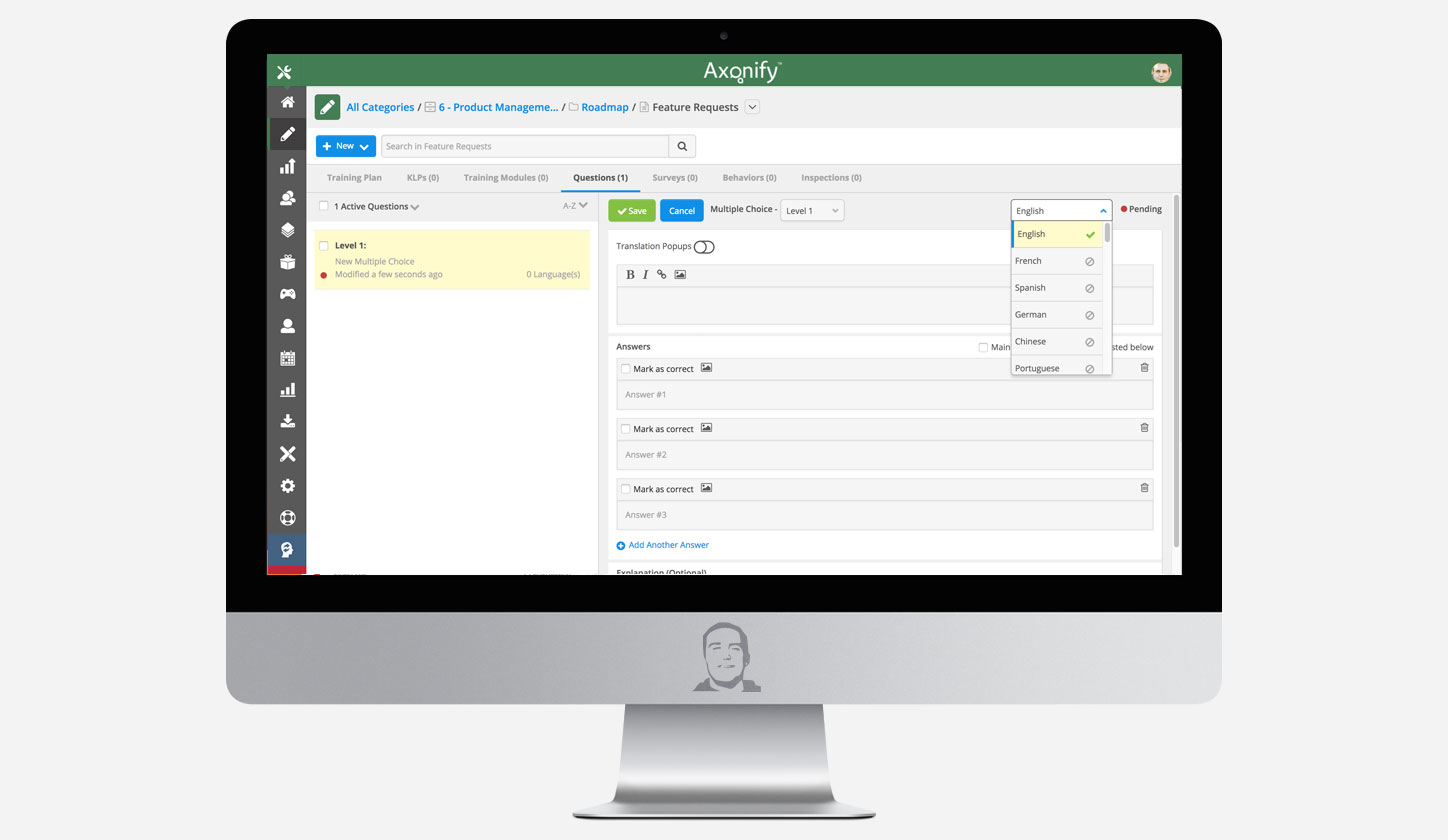 Axonify™
All Categories / 6 - Product Manageme... / Roadmap / Feature Requests
New
Search in Feature Requests
Training Plan KLPs (0) Training Modules (0) Questions (1) Surveys (0) Behaviors (0) Inspections (0)
1 Active Questions A-Z
Level 1:
New Multiple Choice
Modified a few seconds ago 0 Language(s)
Save Cancel Multiple Choice - Level 1 English Pending
English
French
Spanish
German
Chinese
Portuguese
Translation Popups
B I
Answers Main sted below
Mark as correct
Answer #1
Mark as correct
Answer #2
Mark as correct
Answer #3
Add Another Answer
Explanation (Optional)